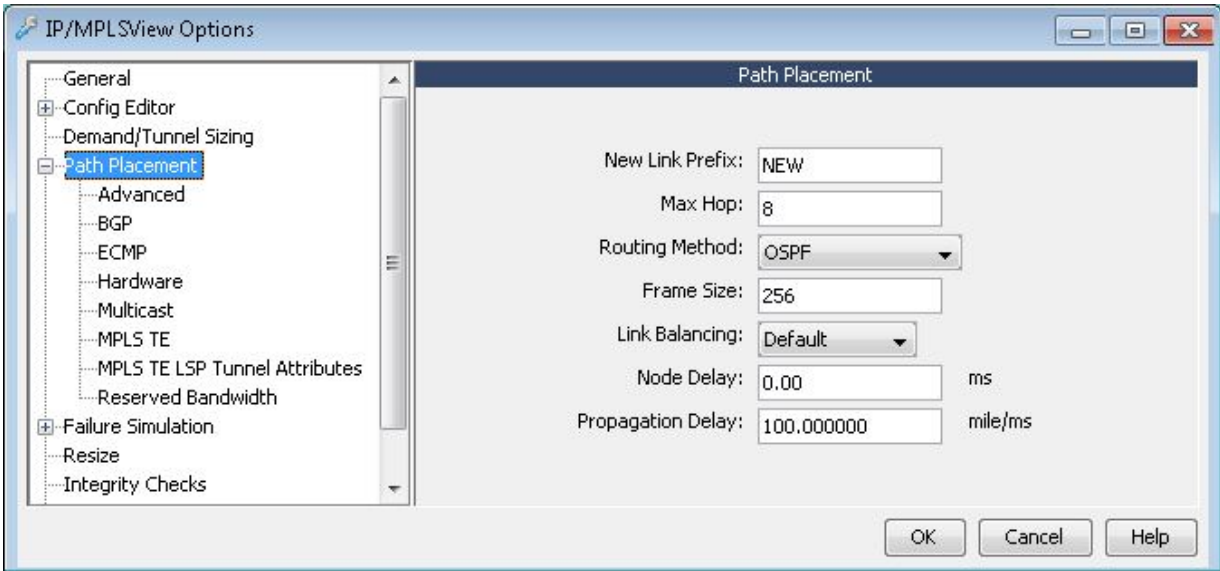 IP/MPLSView Options
General
Config Editor
Demand/Tunnel Sizing
Path Placement
Advanced
BGP
ECMP
Hardware
Multicast
MPLS TE
MPLS TE LSP Tunnel Attributes
Reserved Bandwidth
Failure Simulation
Resize
Integrity Checks
Path Placement
New Link Prefix: NEW
Max Hop: 8
Routing Method: OSPF
Frame Size: 256
Link Balancing: Default
Node Delay: 0.00 ms
Propagation Delay: 100.000000 mile/ms
OK Cancel Help